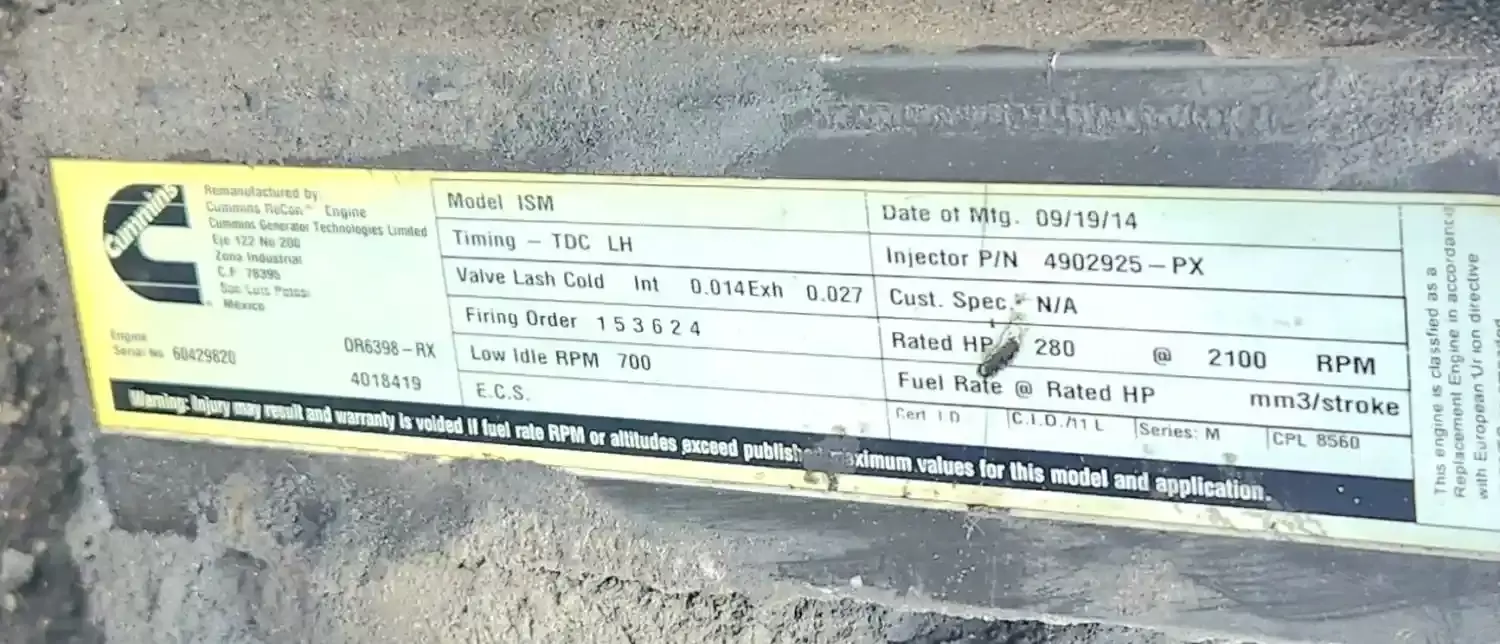 Cummins
Remanufactured by
Cummins ReCon™ Engine
Cummins Generator Technologies Limited
Eje 122 No 200
Zona Industrial
C.P. 78395
San Luis Potosi
Mexico
Engine
Serial No 60429820
DR6398-RX
4018419
Model ISM
Timing - TDC LH
Valve Lash Cold Int 0.014 Exh 0.027
Firing Order 1 5 3 6 2 4
Low Idle RPM 700
E.C.S.
Date of Mfg. 09/19/14
Injector P/N 4902925-PX
Cust. Spec. N/A
Rated HP 280 @ 2100 RPM
Fuel Rate @ Rated HP mm3/stroke
Cert I D
C.I.D./11 L
Series: M
CPL 8560
Warning: Injury may result and warranty is voided if fuel rate RPM or altitudes exceed maximum values for this model and application.
This engine is classfied as a
Replacement Engine in accordance
with European Union directive